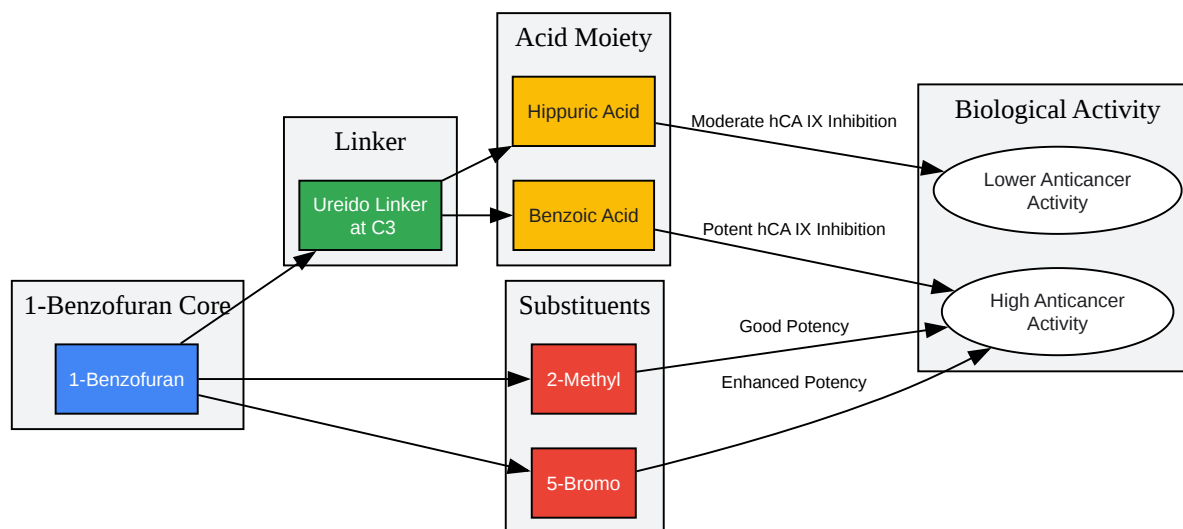 Acid Moiety
Hippuric Acid
Benzoic Acid
Linker
Ureido Linker
at C3
1-Benzofuran Core
1-Benzofuran
Substituents
2-Methyl
5-Bromo
Moderate hCA IX Inhibition
Potent hCA IX Inhibition
Good Potency
Enhanced Potency
Biological Activity
Lower Anticancer
Activity
High Anticancer
Activity